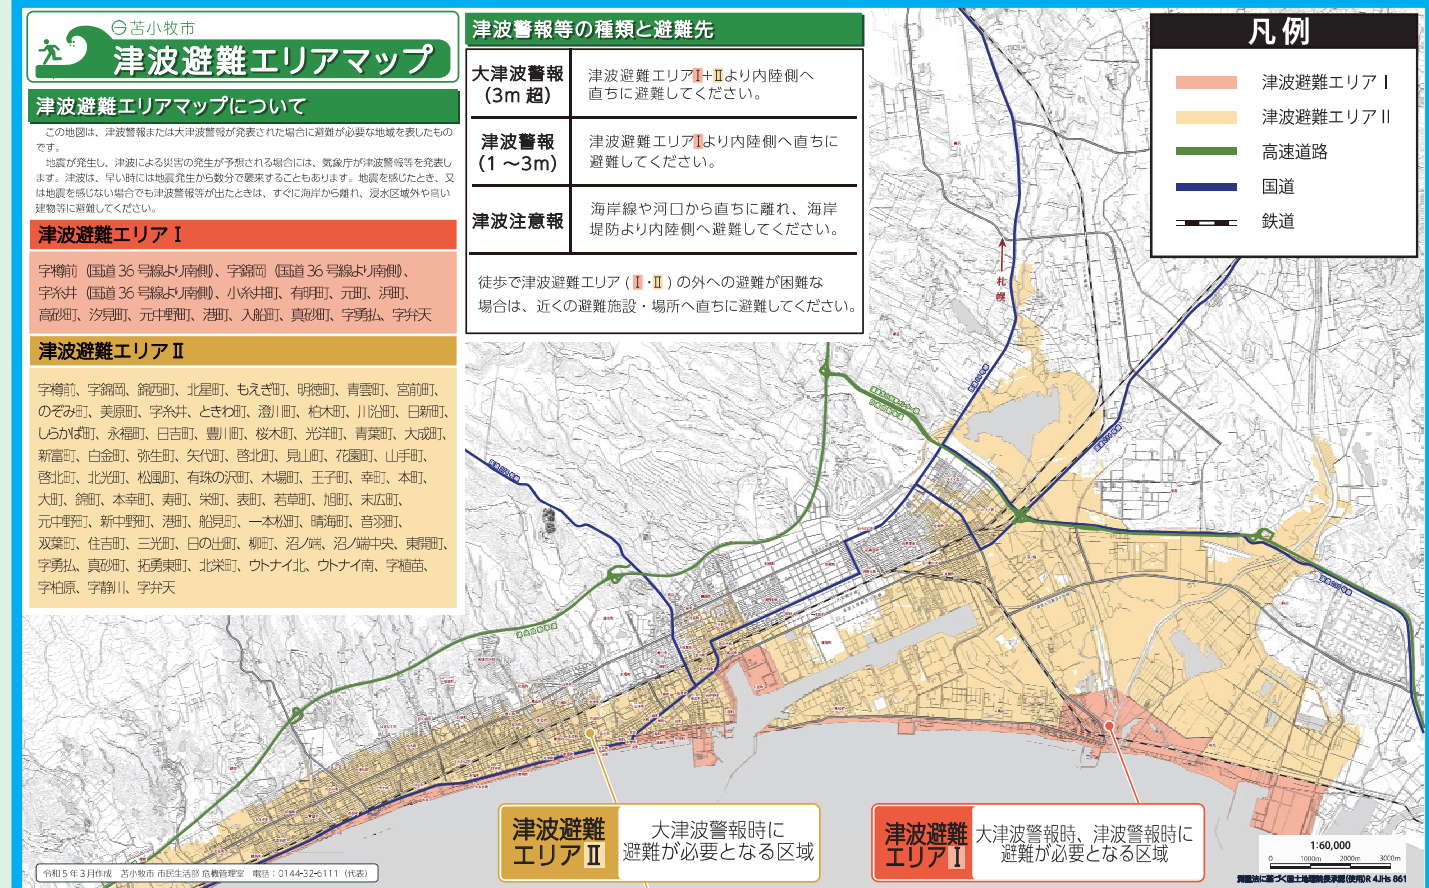 苫小牧市
津波避難エリアマップ
津波避難エリアマップについて
この地図は、津波警報または大津波警報が発表された場合に避難が必要な地域を表したもの
です。
地震が発生し、津波による災害の発生が予想される場合には、気象庁が津波警報等を発表し
ます。津波は、早い時には地震発生から数分で襲来することもあります。地震を感じたとき、又
は地震を感じない場合でも津波警報等が出たときは、すぐに海岸から離れ、浸水区域外や高い
建物等に避難してください。
津波避難エリアⅠ
字樽前（国道36号線より南側）、字錦岡（国道36号線より南側）、
字糸井（国道36号線より南側）、小糸井町、有明町、元町、浜町、
高砂町、汐見町、元中野町、港町、入船町、真砂町、字勇払、字弁天
津波避難エリアⅡ
字樽前、字錦岡、錦西町、北星町、もえぎ町、明徳町、青雲町、宮前町、
のぞみ町、美原町、字糸井、ときわ町、澄川町、柏木町、川沿町、日新町、
しらかば町、永福町、日吉町、豊川町、桜木町、光洋町、青葉町、大成町、
新富町、白金町、弥生町、矢代町、啓北町、見山町、花園町、山手町、
啓北町、北光町、松風町、有珠の沢町、木場町、王子町、幸町、本町、
大町、錦町、本幸町、寿町、栄町、表町、若草町、旭町、末広町、
元中野町、新中野町、港町、船見町、一本松町、晴海町、音羽町、
双葉町、住吉町、三光町、日の出町、柳町、沼ノ端、沼ノ端中央、東開町、
字勇払、真砂町、拓勇東町、北栄町、ウトナイ北、ウトナイ南、字植苗、
字柏原、字静川、字弁天
津波警報等の種類と避難先
大津波警報
（3m 超）
津波避難エリアⅠ+Ⅱより内陸側へ
直ちに避難してください。
津波警報
（1 ～3m）
津波避難エリアⅠより内陸側へ直ちに
避難してください。
津波注意報
海岸線や河口から直ちに離れ、海岸
堤防より内陸側へ避難してください。
徒歩で津波避難エリア（Ⅰ・Ⅱ）の外への避難が困難な
場合は、近くの避難施設・場所へ直ちに避難してください。
凡例
津波避難エリアⅠ
津波避難エリアⅡ
高速道路
国道
鉄道
札幌
津波避難
エリアⅡ
大津波警報時に
避難が必要となる区域
津波避難
エリアⅠ
大津波警報時、津波警報時に
避難が必要となる区域
1:60,000
0 1000m 2000m 3000m
測量法に基づく国土地理院長承認(使用)R 4JHs 861
令和5年3月作成 苫小牧市 市民生活部 危機管理室 電話：0144-32-6111（代表）